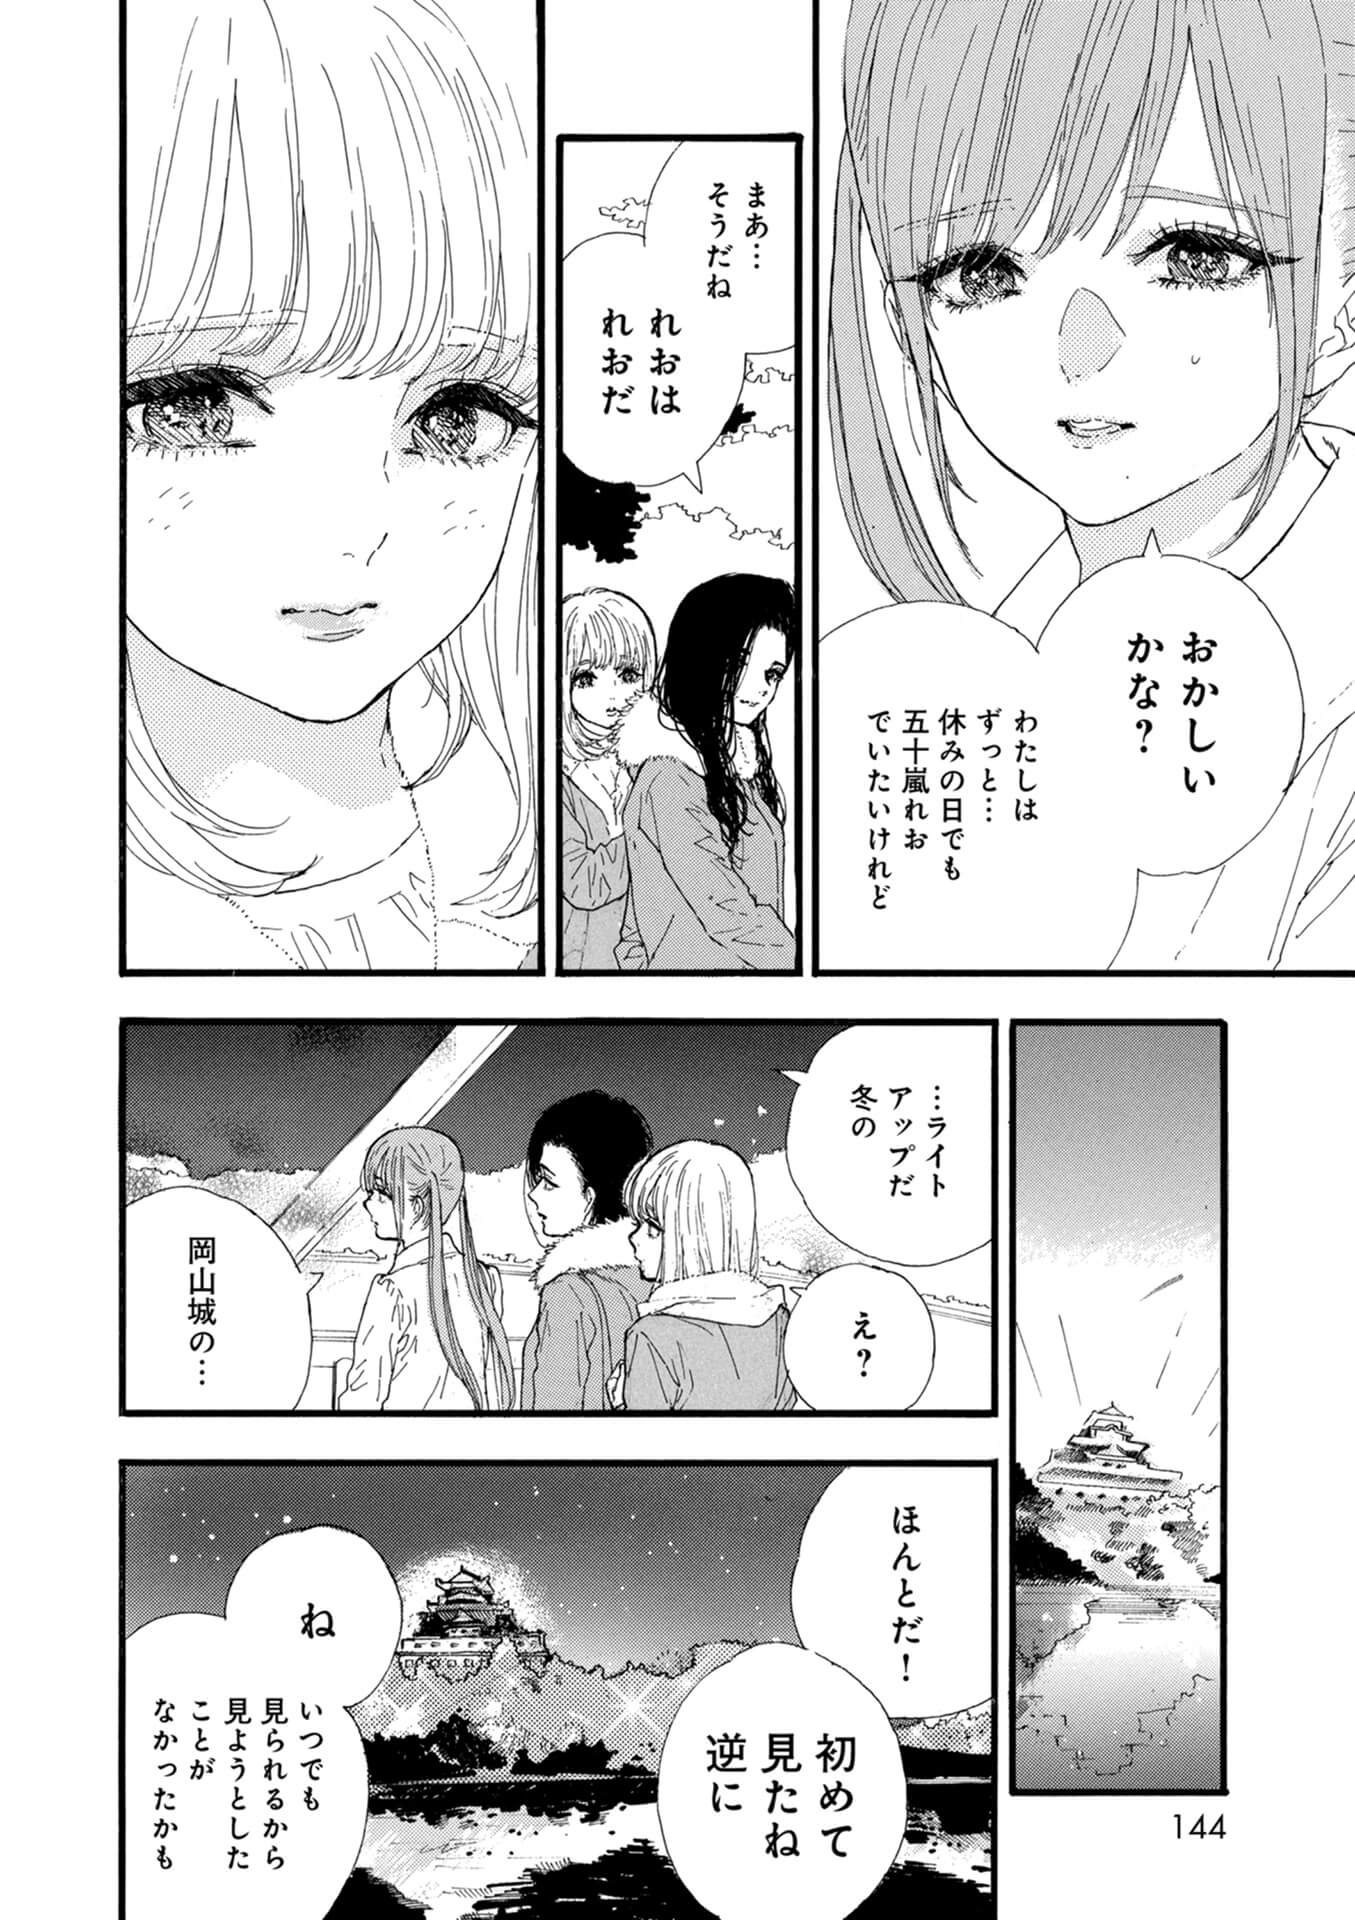 おかしい
かな?
わたしは
ずっと…
休みの日でも
五十嵐れお
でいたいけれど
まあ…
そうだね
れおは
れおだ
…ライト
アップだ
冬の
え?
岡山城の…
ほんとだ!
初めて
見たね
逆に
ね
いつでも
見られるから
見ようとした
ことが
なかったかも
144